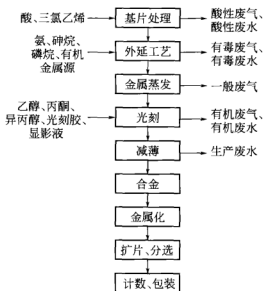 酸、三氯乙烯
基片处理
酸性废气、
酸性废水
氨、砷烷、
磷烷、有机
金属源
外延工艺
有毒废气、
有毒废水
金属蒸发
一般废气
乙醇、丙酮、
异丙醇、光刻胶、
显影液
光刻
有机废气、
有机废水
减薄
生产废水
合金
金属化
扩片、分选
计数、包装